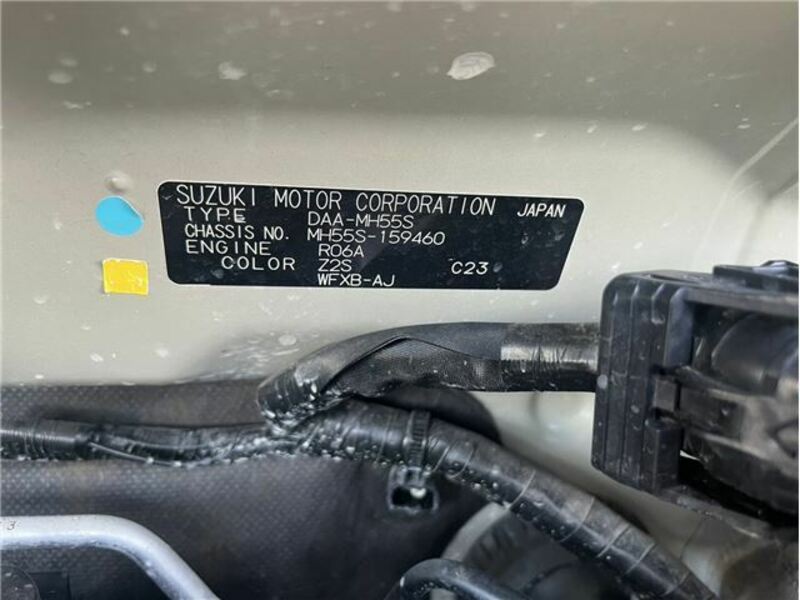 SUZUKI MOTOR CORPORATION JAPAN
TYPE DAA-MH55S
CHASSIS NO. MH55S-159460
ENGINE R06A
COLOR Z2S C23
WFXB-AJ